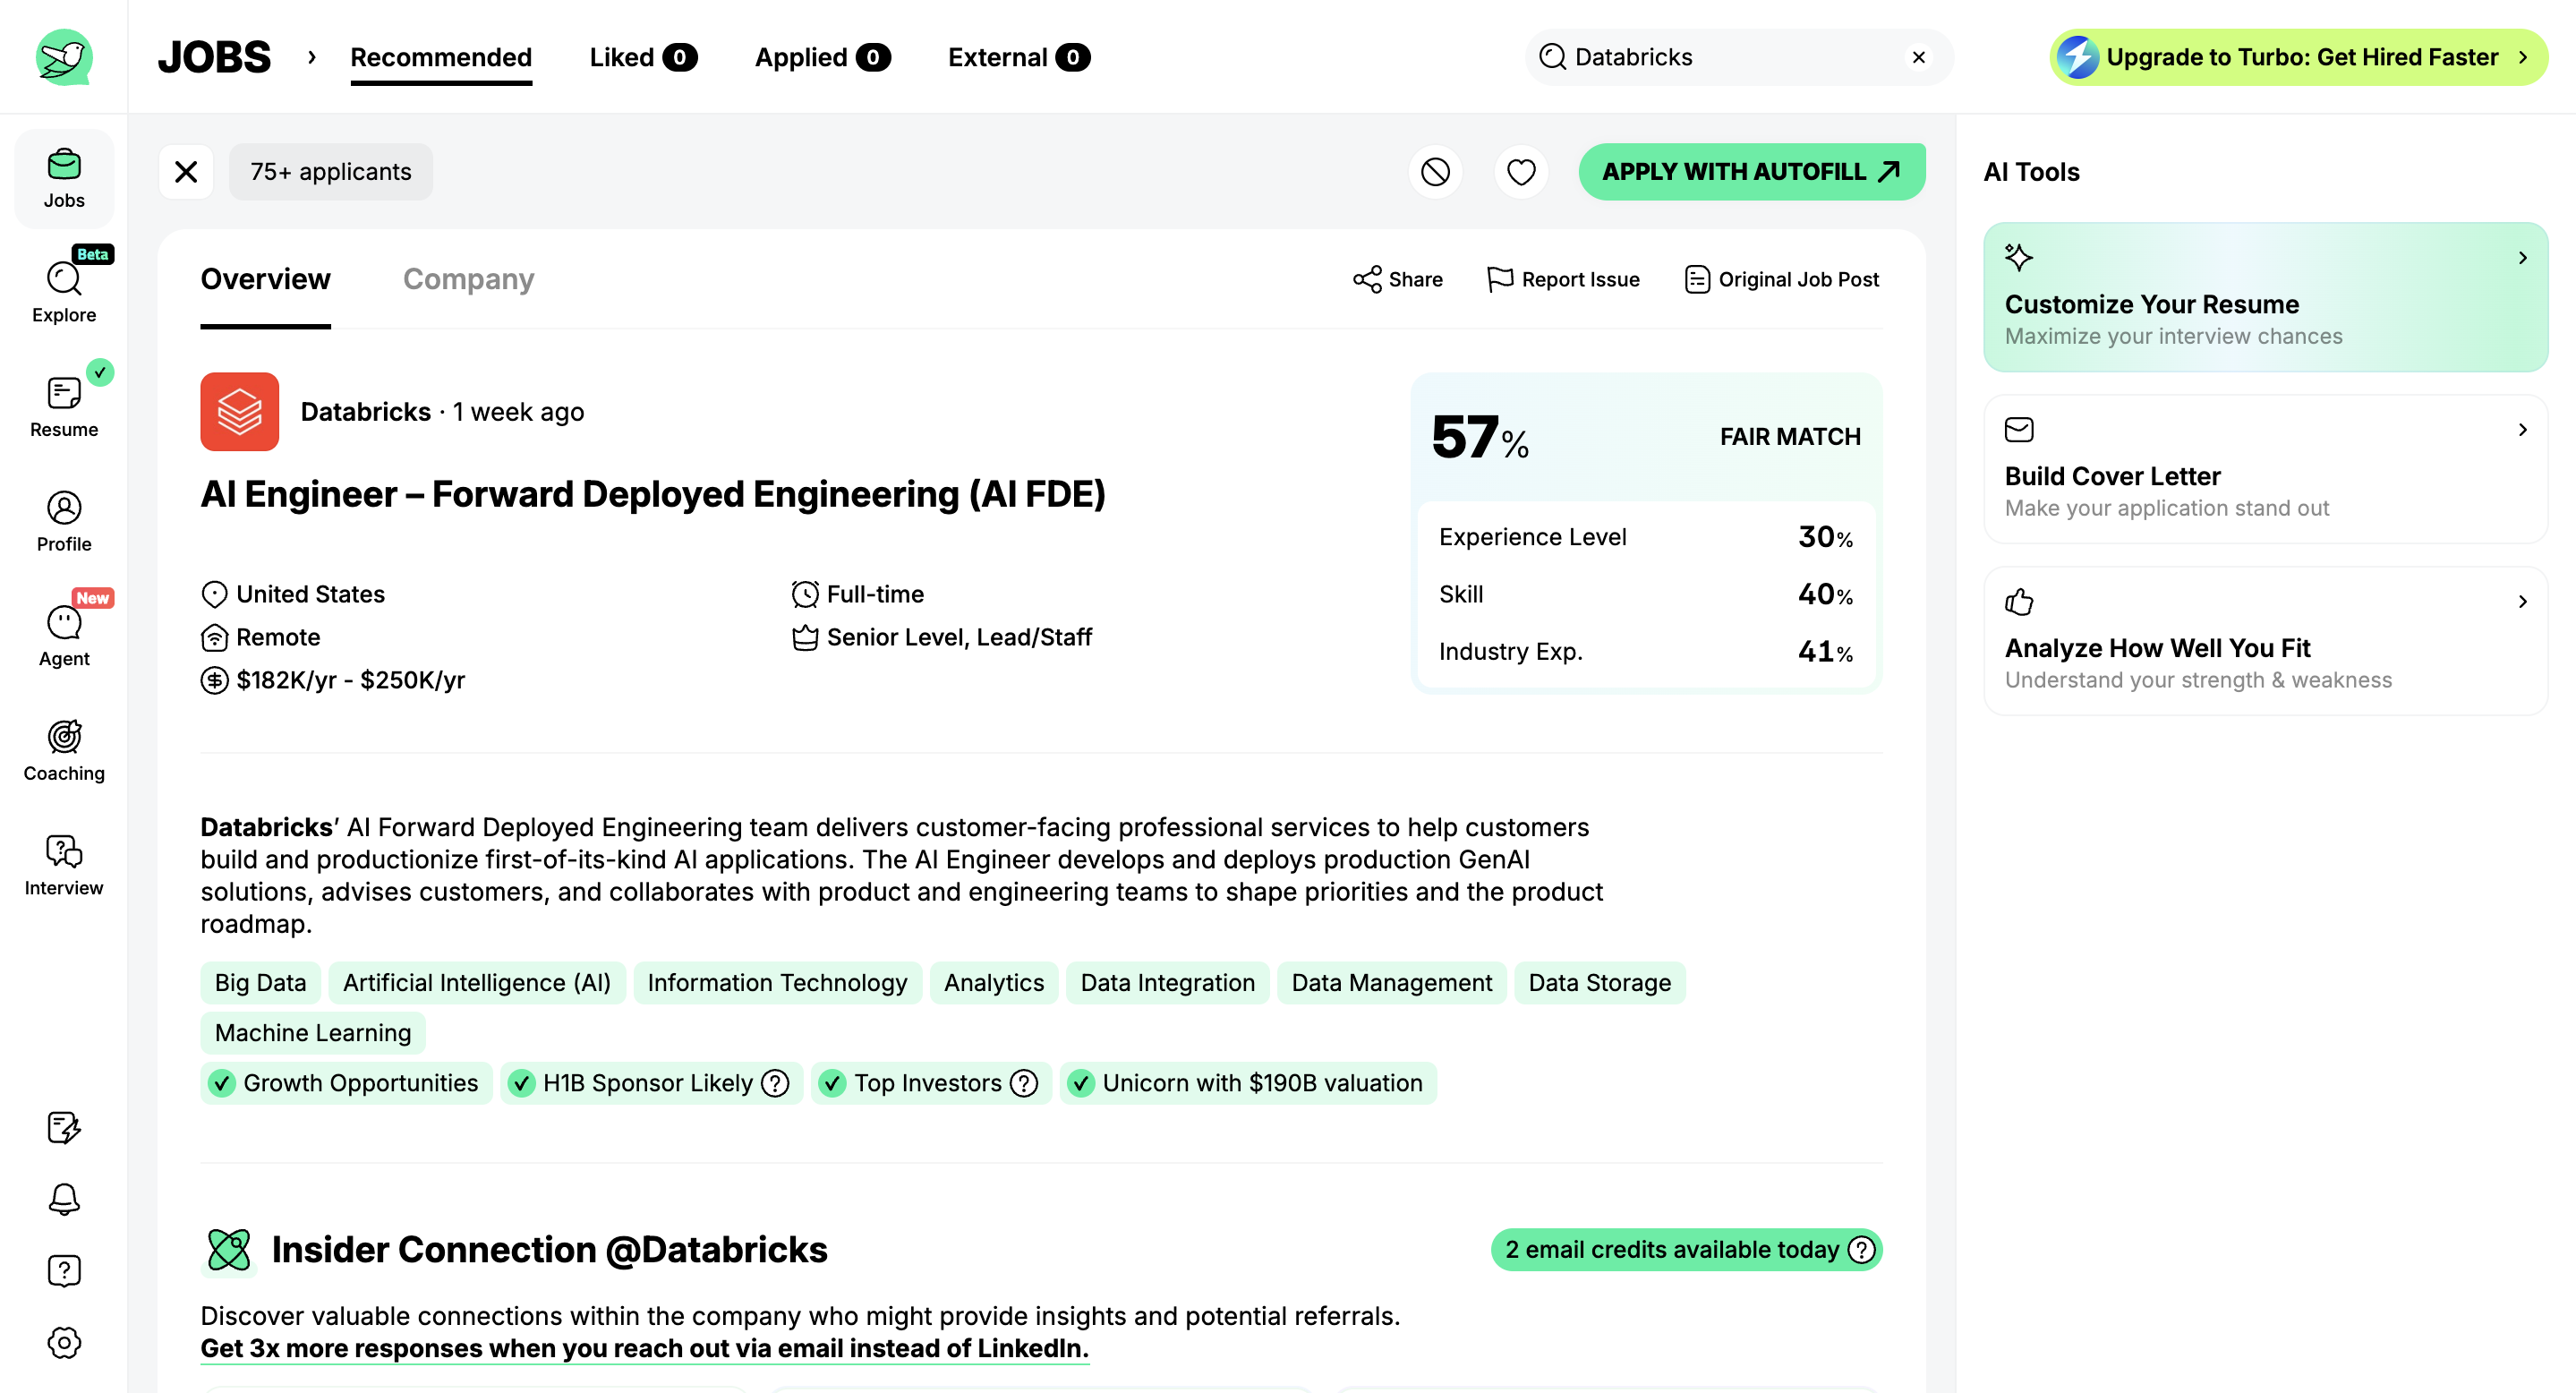 JOBS
Recommended
Liked 0
Applied 0
External 0
Databricks
Upgrade to Turbo: Get Hired Faster
Jobs
Beta
Explore
Resume
Profile
New
Agent
Coaching
Interview
75+ applicants
APPLY WITH AUTOFILL
Overview
Company
Share
Report Issue
Original Job Post
Databricks · 1 week ago
AI Engineer – Forward Deployed Engineering (AI FDE)
United States
Full-time
Remote
Senior Level, Lead/Staff
$182K/yr - $250K/yr
57%
FAIR MATCH
Experience Level 30%
Skill 40%
Industry Exp. 41%
Databricks’ AI Forward Deployed Engineering team delivers customer-facing professional services to help customers
build and productionize first-of-its-kind AI applications. The AI Engineer develops and deploys production GenAI
solutions, advises customers, and collaborates with product and engineering teams to shape priorities and the product
roadmap.
Big Data
Artificial Intelligence (AI)
Information Technology
Analytics
Data Integration
Data Management
Data Storage
Machine Learning
Growth Opportunities
H1B Sponsor Likely ?
Top Investors ?
Unicorn with $190B valuation
Insider Connection @Databricks
2 email credits available today ?
Discover valuable connections within the company who might provide insights and potential referrals.
Get 3x more responses when you reach out via email instead of LinkedIn.
AI Tools
Customize Your Resume
Maximize your interview chances
Build Cover Letter
Make your application stand out
Analyze How Well You Fit
Understand your strength & weakness